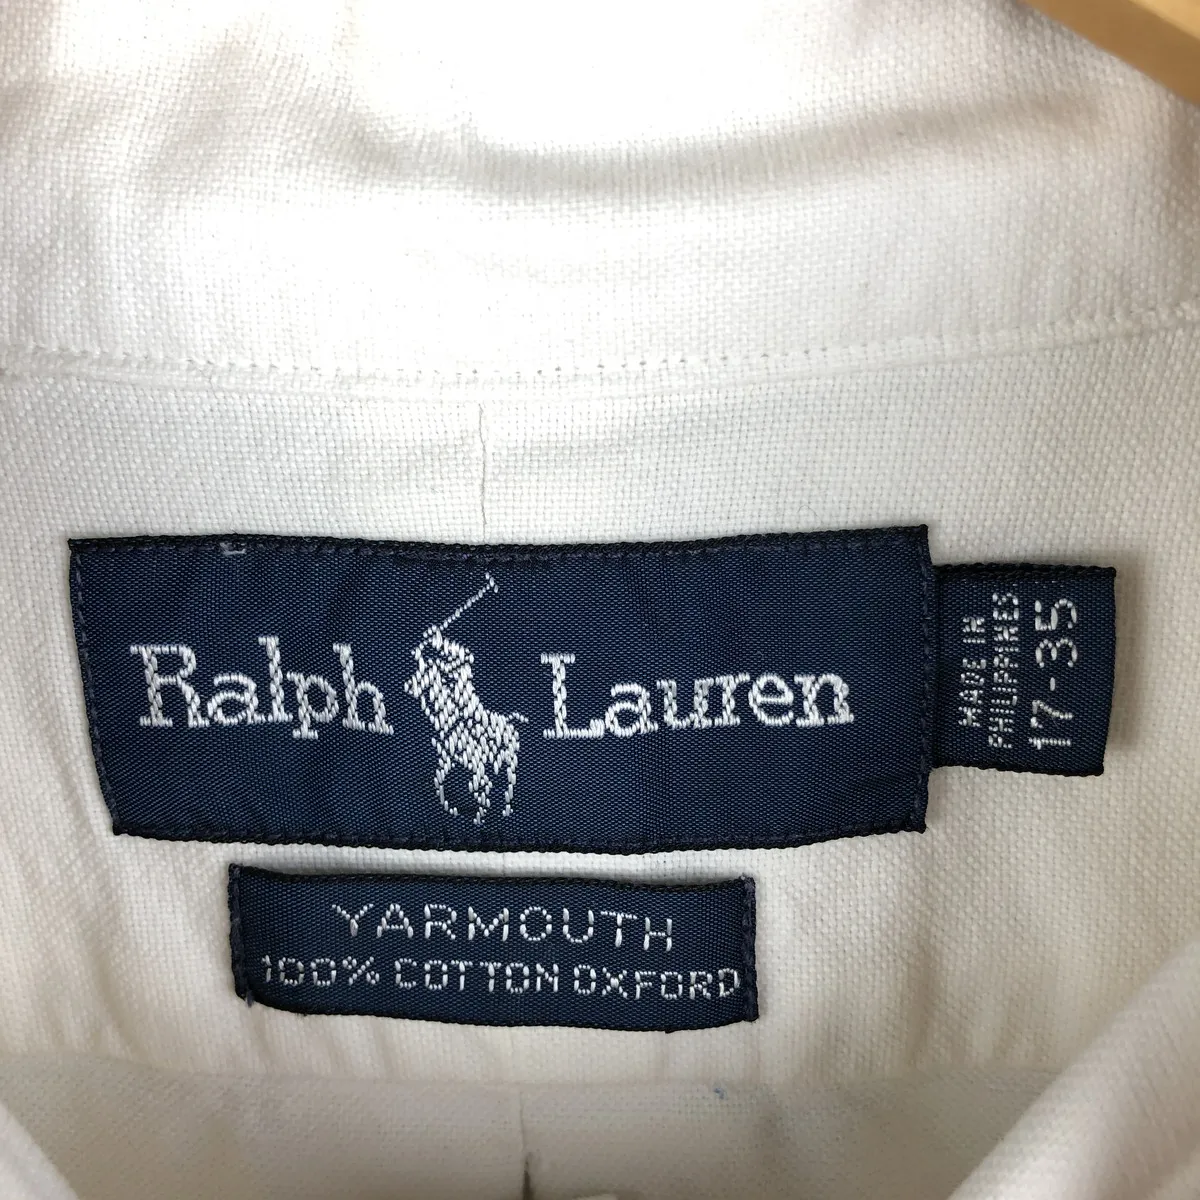 Ralph Lauren
MADE IN
PHILIPPINES
17-35
YARMOUTH
100% COTTON OXFORD